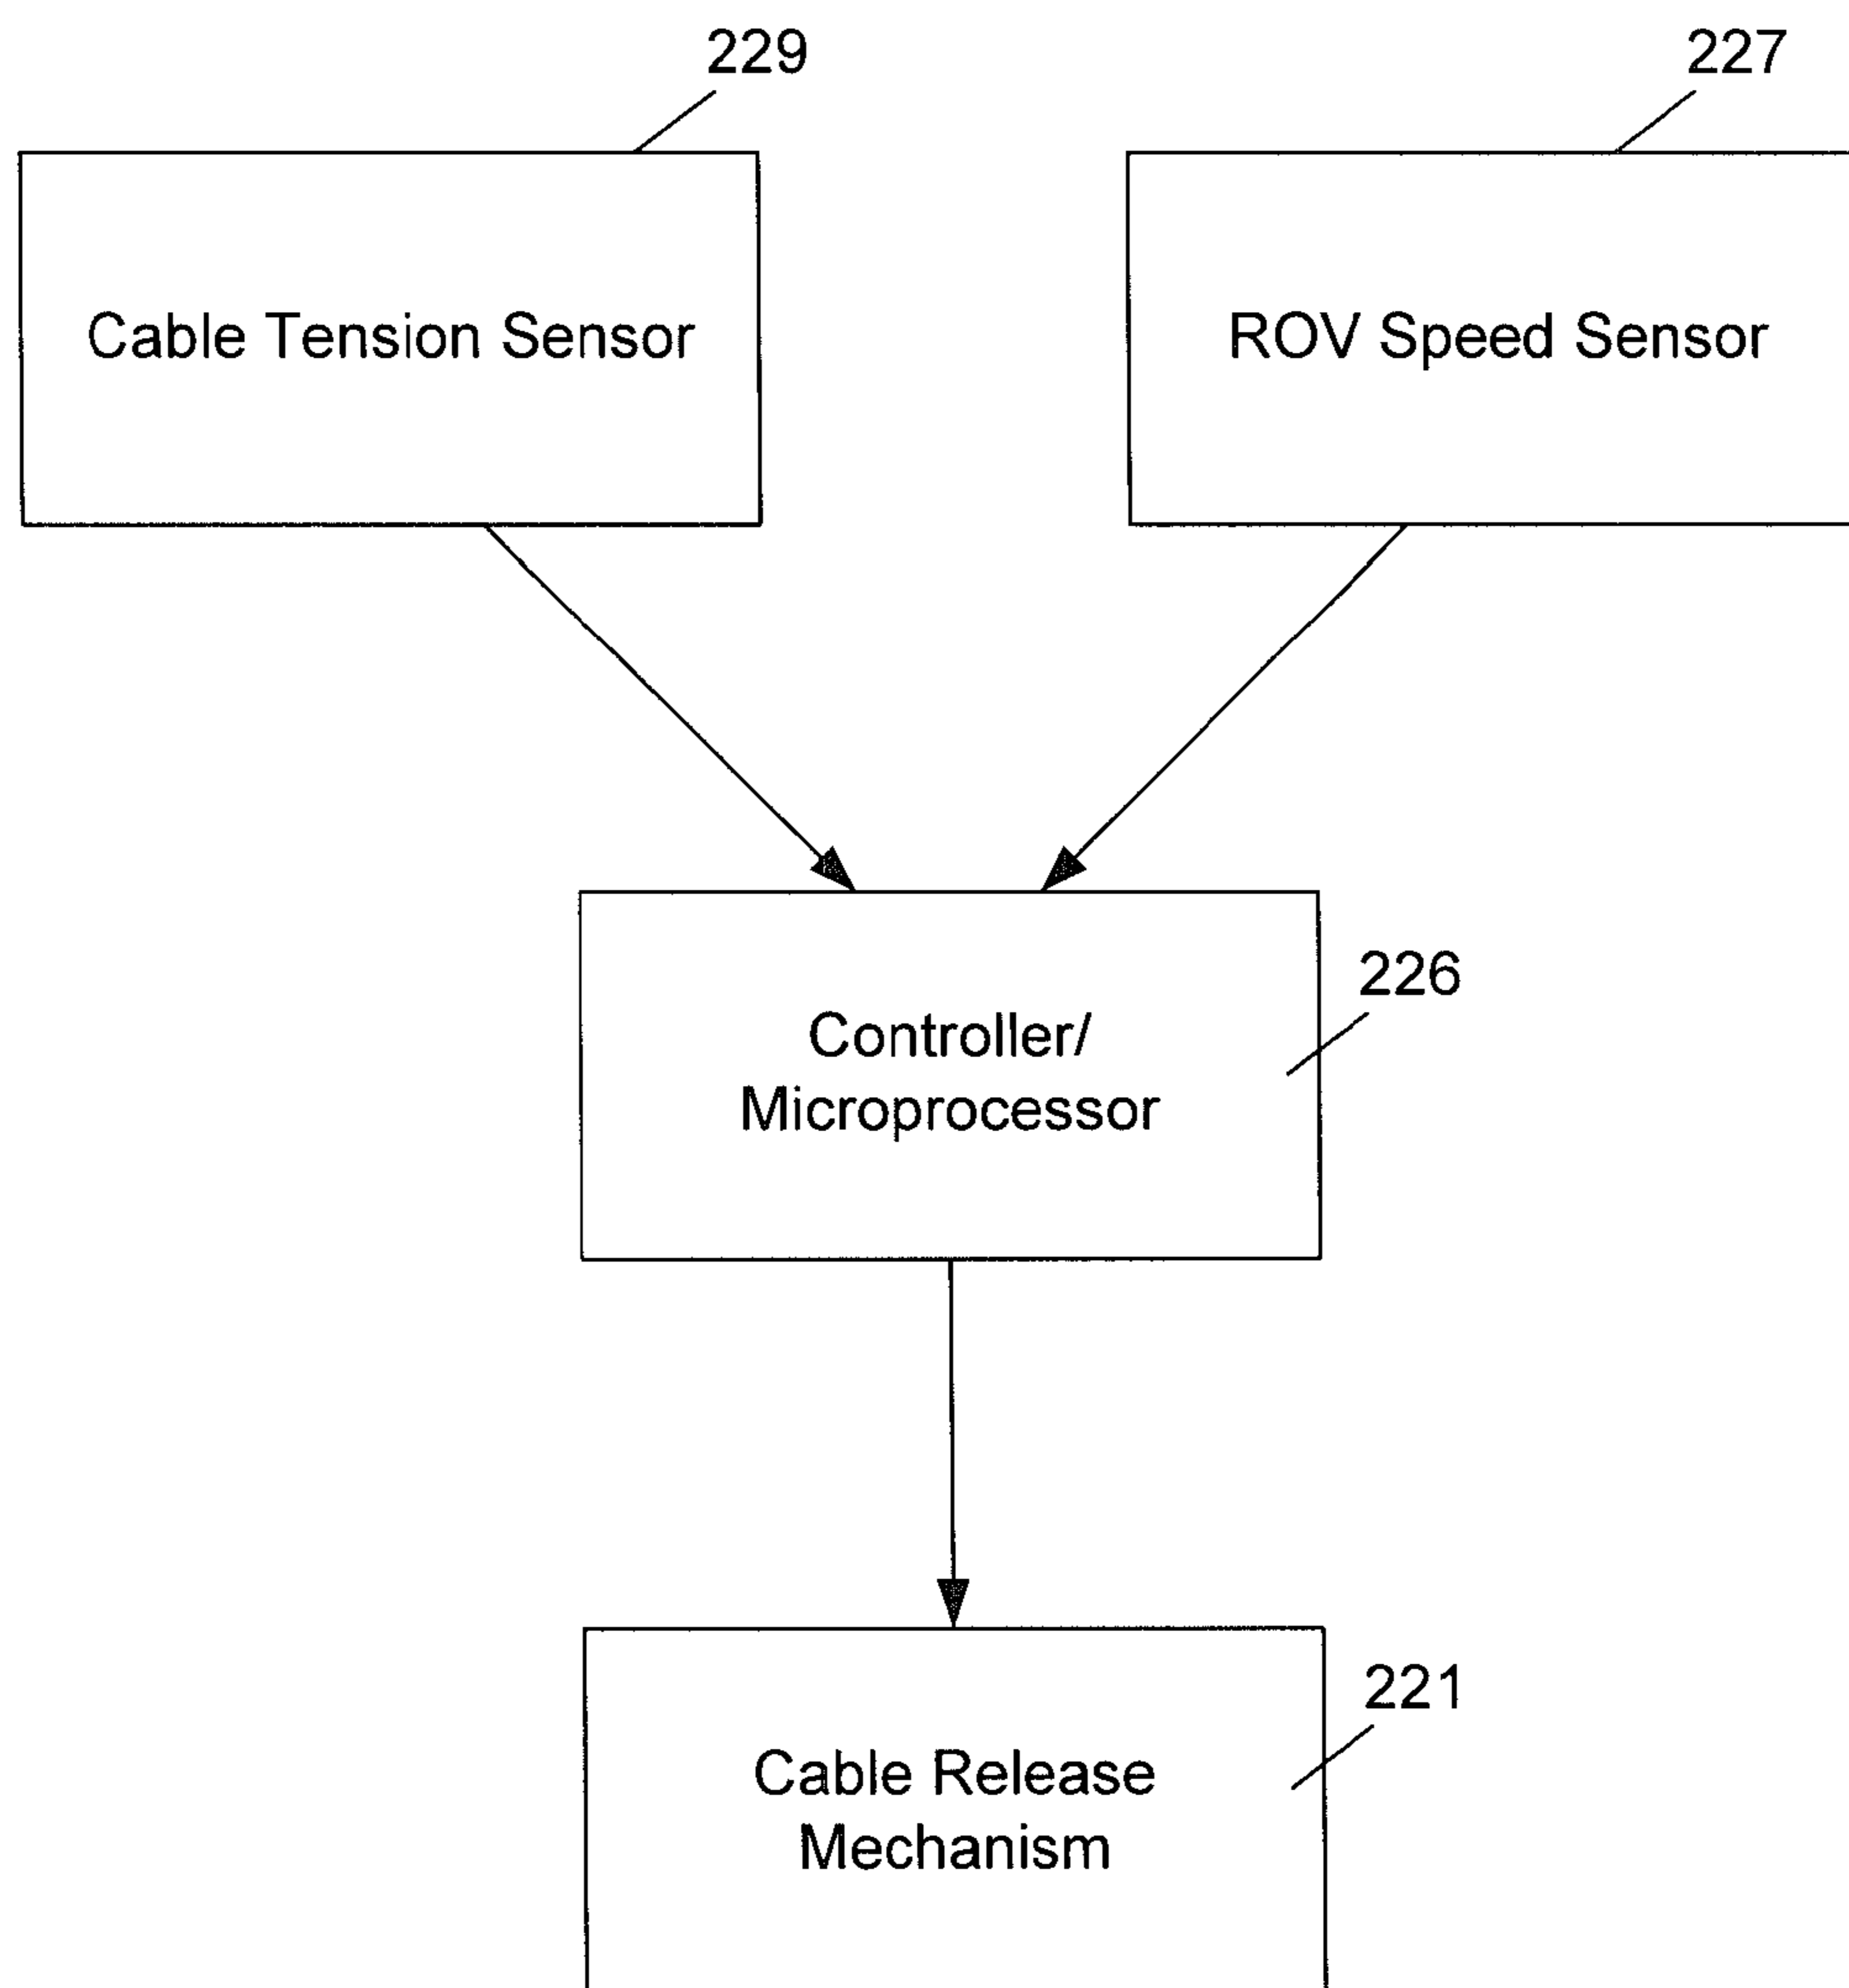 229
227
Cable Tension Sensor
ROV Speed Sensor
226
Controller/
Microprocessor
221
Cable Release
Mechanism